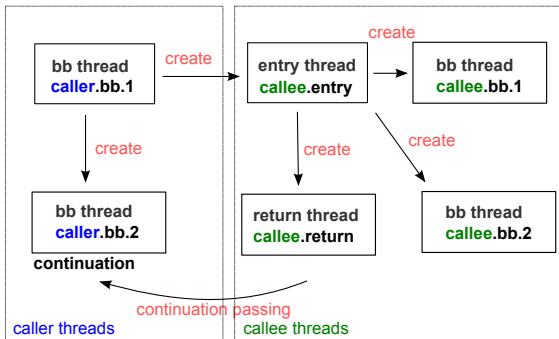 bb thread
caller.bb.1
create
entry thread
callee.entry
create
bb thread
callee.bb.1
create
create
create
bb thread
caller.bb.2
continuation
return thread
callee.return
bb thread
callee.bb.2
continuation passing
caller threads
callee threads